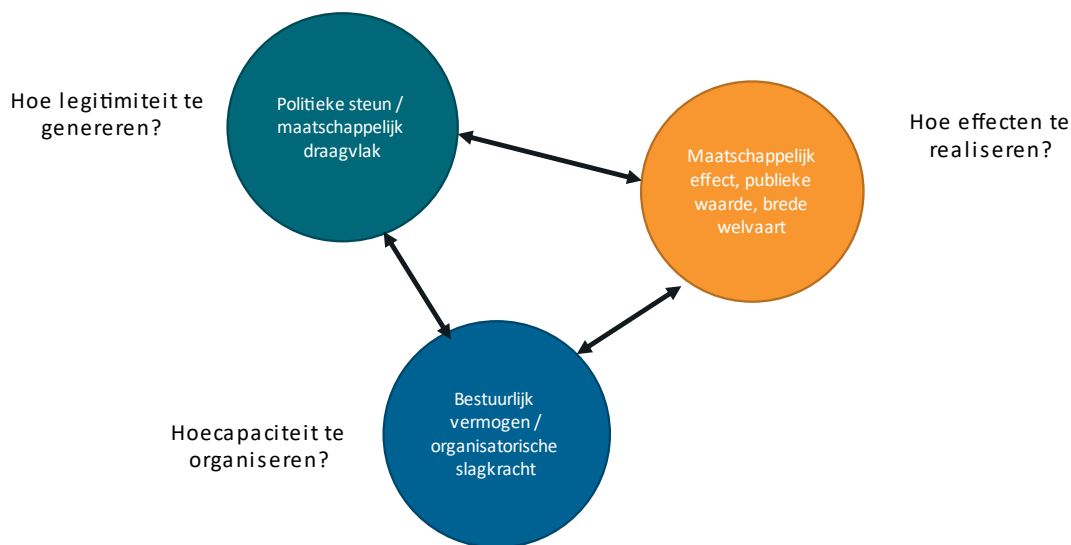 Hoe legitimiteit te
genereren?
Politieke steun /
maatschappelijk
draagvlak
Maatschappelijk
effect, publieke
waarde, brede
welvaart
Hoe effecten te
realiseren?
Hoecapaciteit te
organiseren?
Bestuurlijk
vermogen /
organisatorische
slagkracht